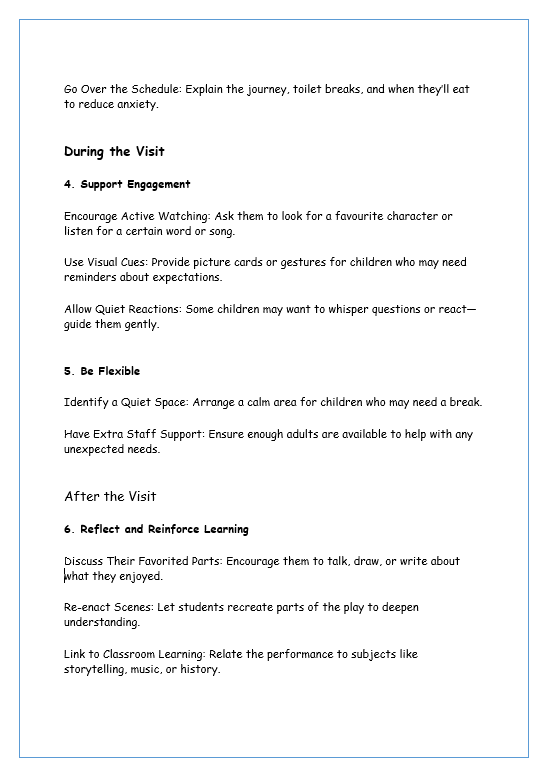 Go Over the Schedule: Explain the journey, toilet breaks, and when they'll eat
to reduce anxiety.
During the Visit
4. Support Engagement
Encourage Active Watching: Ask them to look for a favourite character or
listen for a certain word or song.
Use Visual Cues: Provide picture cards or gestures for children who may need
reminders about expectations.
Allow Quiet Reactions: Some children may want to whisper questions or react—
guide them gently.
5. Be Flexible
Identify a Quiet Space: Arrange a calm area for children who may need a break.
Have Extra Staff Support: Ensure enough adults are available to help with any
unexpected needs.
After the Visit
6. Reflect and Reinforce Learning
Discuss Their Favorited Parts: Encourage them to talk, draw, or write about
what they enjoyed.
Re-enact Scenes: Let students recreate parts of the play to deepen
understanding.
Link to Classroom Learning: Relate the performance to subjects like
storytelling, music, or history.